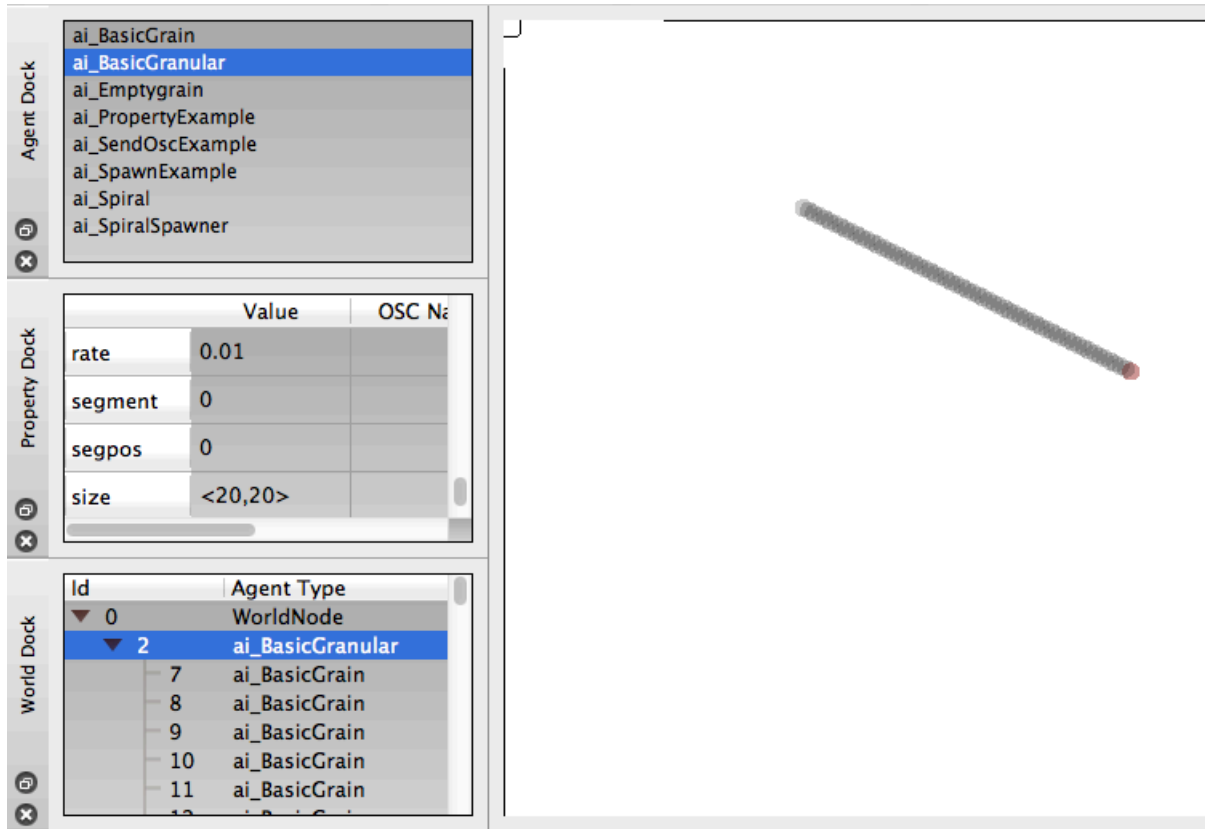 Agent Dock
ai_BasicGrain
ai_BasicGranular
ai_Emptygrain
ai_PropertyExample
ai_SendOscExample
ai_SpawnExample
ai_Spiral
ai_SpiralSpawner
Property Dock
Value OSC Na
rate 0.01
segment 0
segpos 0
size <20,20>
World Dock
Id Agent Type
0 WorldNode
2 ai_BasicGranular
7 ai_BasicGrain
8 ai_BasicGrain
9 ai_BasicGrain
10 ai_BasicGrain
11 ai_BasicGrain